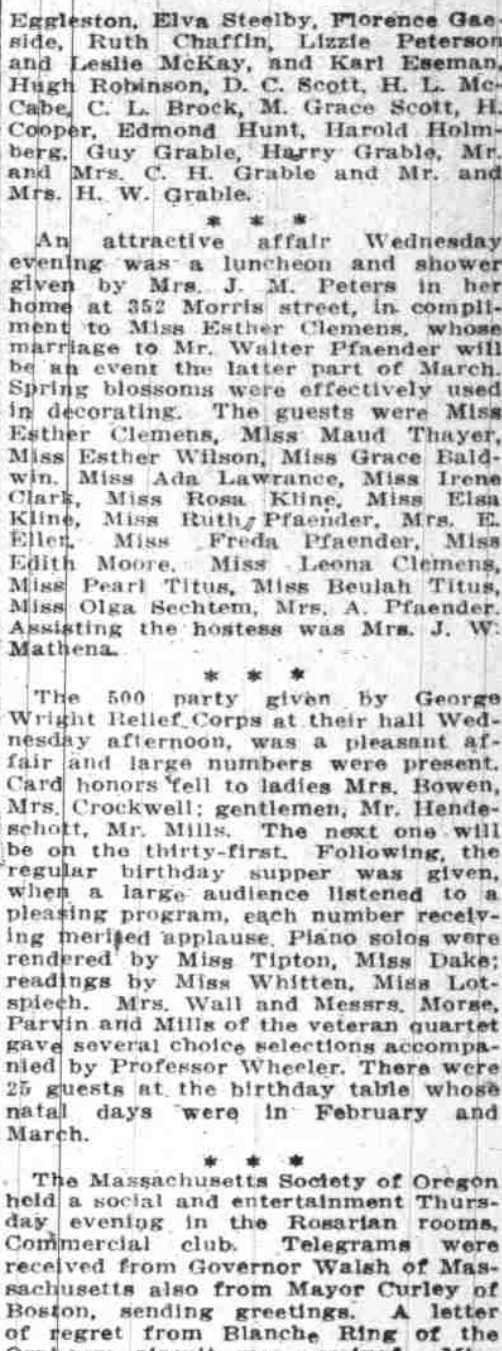 Eggleston, Elva Steelby, Florence Gae
side, Ruth Chaffin, Lizzie Peterson
and Leslie McKay, and Karl Eseman,
Hugh Robinson, D. C. Scott, H. L. Mc-
Cabe, C. L. Brock, M. Grace Scott, H.
Cooper, Edmond Hunt, Harold Holm-
berg, Guy Grable, Harry Grable, Mr.
and Mrs. C. H. Grable and Mr. and
Mrs. H. W. Grable.
* * *
An attractive affair Wednesday
evening was a luncheon and shower
given by Mrs. J. M. Peters in her
home at 352 Morris street, in compli-
ment to Miss Esther Clemens, whose
marriage to Mr. Walter Pfaender will
be an event the latter part of March.
Spring blossoms were effectively used
in decorating. The guests were Miss
Esther Clemens, Miss Maud Thayer,
Miss Esther Wilson, Miss Grace Bald-
win, Miss Ada Lawrance, Miss Irene
Clark, Miss Rosa Kline, Miss Elsa
Kline, Miss Ruth Pfaender, Mrs. E.
Eller, Miss Freda Pfaender, Miss
Edith Moore, Miss Leona Clemens,
Miss Pearl Titus, Miss Beulah Titus,
Miss Olga Sechtem, Mrs. A. Pfaender.
Assisting the hostess was Mrs. J. W.
Mathena.
* * *
The 500 party given by George
Wright Relief Corps at their hall Wed-
nesday afternoon, was a pleasant af-
fair and large numbers were present.
Card honors fell to ladies Mrs. Bowen,
Mrs. Crockwell; gentlemen, Mr. Hende-
schott, Mr. Mills. The next one will
be on the thirty-first. Following, the
regular birthday supper was given,
when a large audience listened to a
pleasing program, each number receiv-
ing merited applause. Piano solos were
rendered by Miss Tipton, Miss Dake;
readings by Miss Whitten, Miss Lot-
spiech. Mrs. Wall and Messrs. Morse,
Parvin and Mills of the veteran quartet
gave several choice selections accompa-
nied by Professor Wheeler. There were
25 guests at the birthday table whose
natal days were in February and
March.
* * *
The Massachusetts Society of Oregon
held a social and entertainment Thurs-
day evening in the Rosarian rooms,
Commercial club. Telegrams were
received from Governor Walsh of Mas-
sachusetts also from Mayor Curley of
Boston, sending greetings. A letter
of regret from Blanche Ring of the